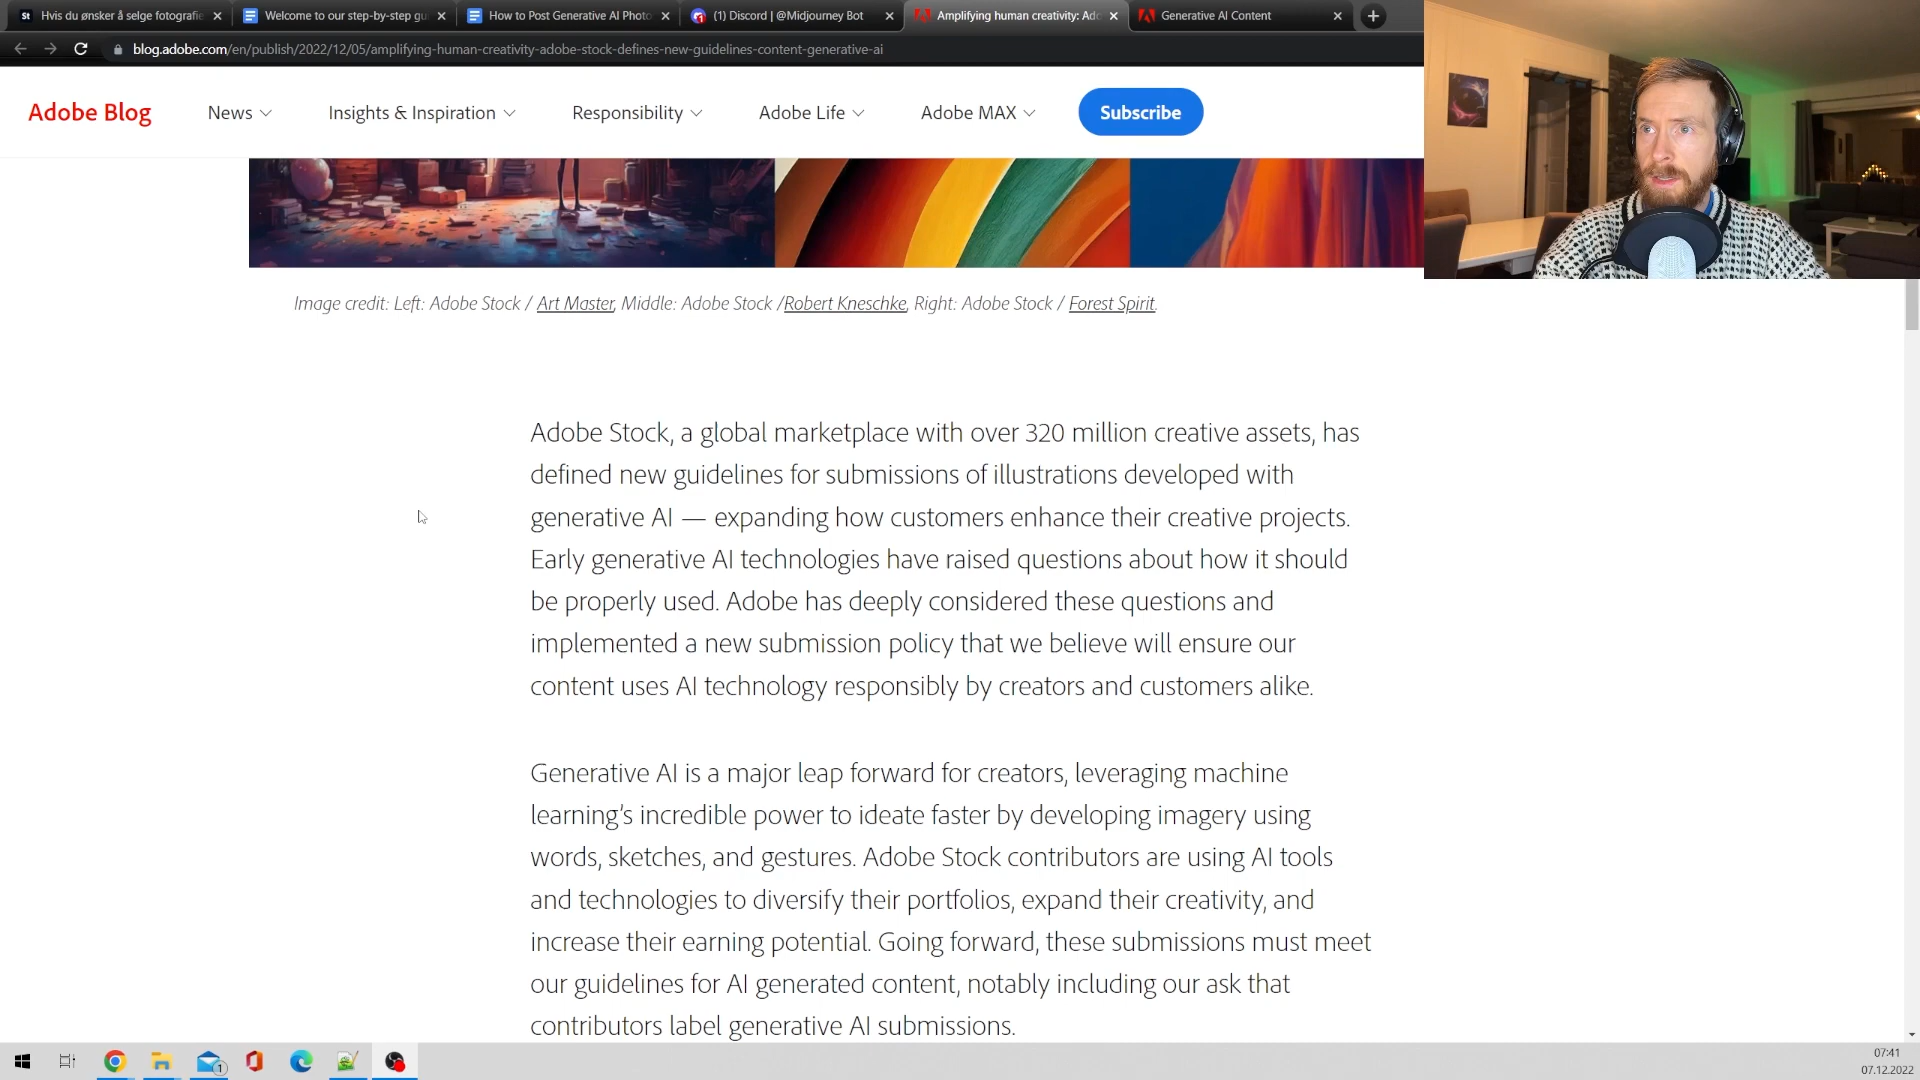 Hvis du ønsker å selge fotografie
Welcome to our step-by-step gu
How to Post Generative AI Photo
(1) Discord | @Midjourney Bot
Amplifying human creativity: Ado
Generative AI Content
blog.adobe.com/en/publish/2022/12/05/amplifying-human-creativity-adobe-stock-defines-new-guidelines-content-generative-ai
Adobe Blog
News
Insights & Inspiration
Responsibility
Adobe Life
Adobe MAX
Subscribe
Image credit: Left: Adobe Stock / Art Master, Middle: Adobe Stock /Robert Kneschke, Right: Adobe Stock / Forest Spirit.
Adobe Stock, a global marketplace with over 320 million creative assets, has
defined new guidelines for submissions of illustrations developed with
generative AI — expanding how customers enhance their creative projects.
Early generative AI technologies have raised questions about how it should
be properly used. Adobe has deeply considered these questions and
implemented a new submission policy that we believe will ensure our
content uses AI technology responsibly by creators and customers alike.
Generative AI is a major leap forward for creators, leveraging machine
learning’s incredible power to ideate faster by developing imagery using
words, sketches, and gestures. Adobe Stock contributors are using AI tools
and technologies to diversify their portfolios, expand their creativity, and
increase their earning potential. Going forward, these submissions must meet
our guidelines for AI generated content, notably including our ask that
contributors label generative AI submissions.
1
07:41
07.12.2022